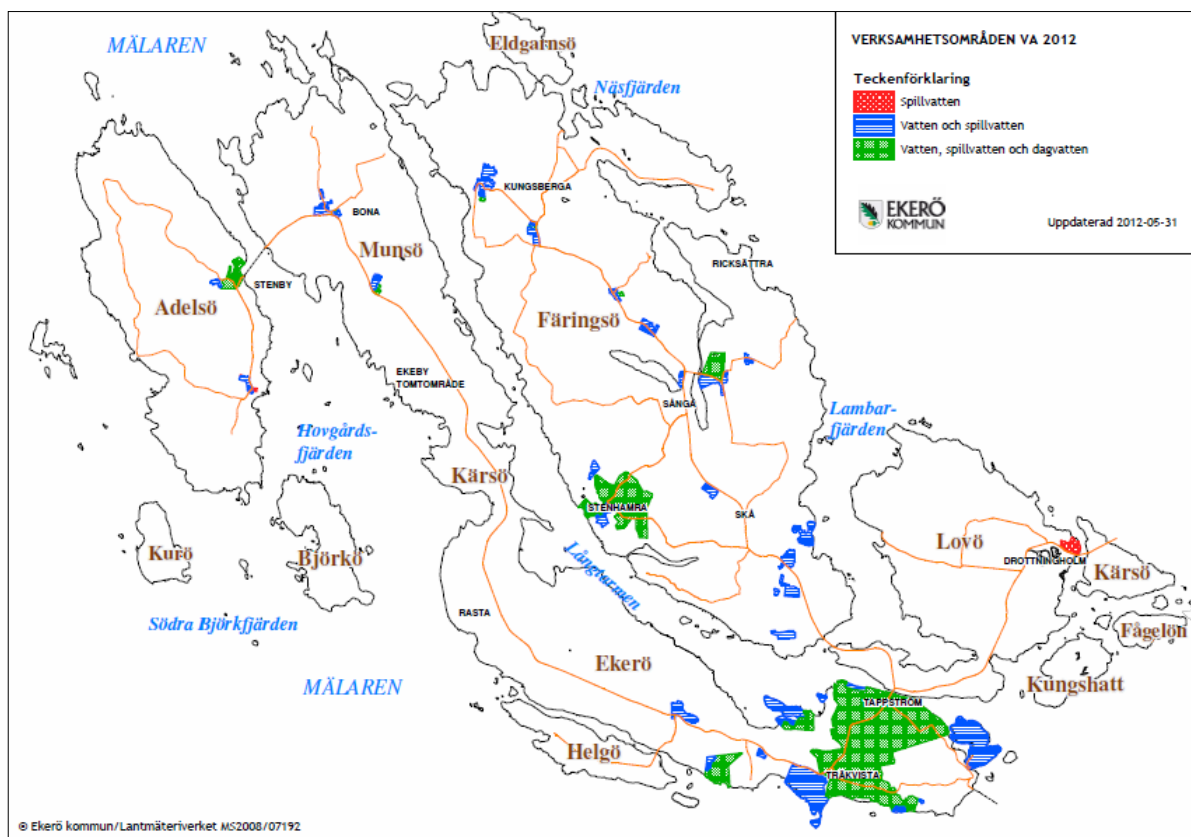 MÄLAREN
Eldgarnsö
Näsfjärden
VERKSAMHETSOMRÅDEN VA 2012
Teckenförklaring
Spillvatten
Vatten och spillvatten
Vatten, spillvatten och dagvatten
EKERÖ
KOMMUN
Uppdaterad 2012-05-31
KUNGSBERGA
BONA
Munsö
RICKSÄTTRA
STENBY
Adelsö
Färingsö
EKEBY
TOMTOMRÅDE
SÅNGA
Lambar-
fjärden
Hovgårds-
fjärden
Kärsö
STENHAMRA
SKÅ
Lovö
DROTTNINGHOLM
Kärsö
Kurö
Björkö
Långtarmen
RASTA
Södra Björkfjärden
Fågelön
Ekerö
Kungshatt
MÄLAREN
TAPPSTRÖM
Helgö
TRÄKVISTA
© Ekerö kommun/Lantmäteriverket MS2008/07192